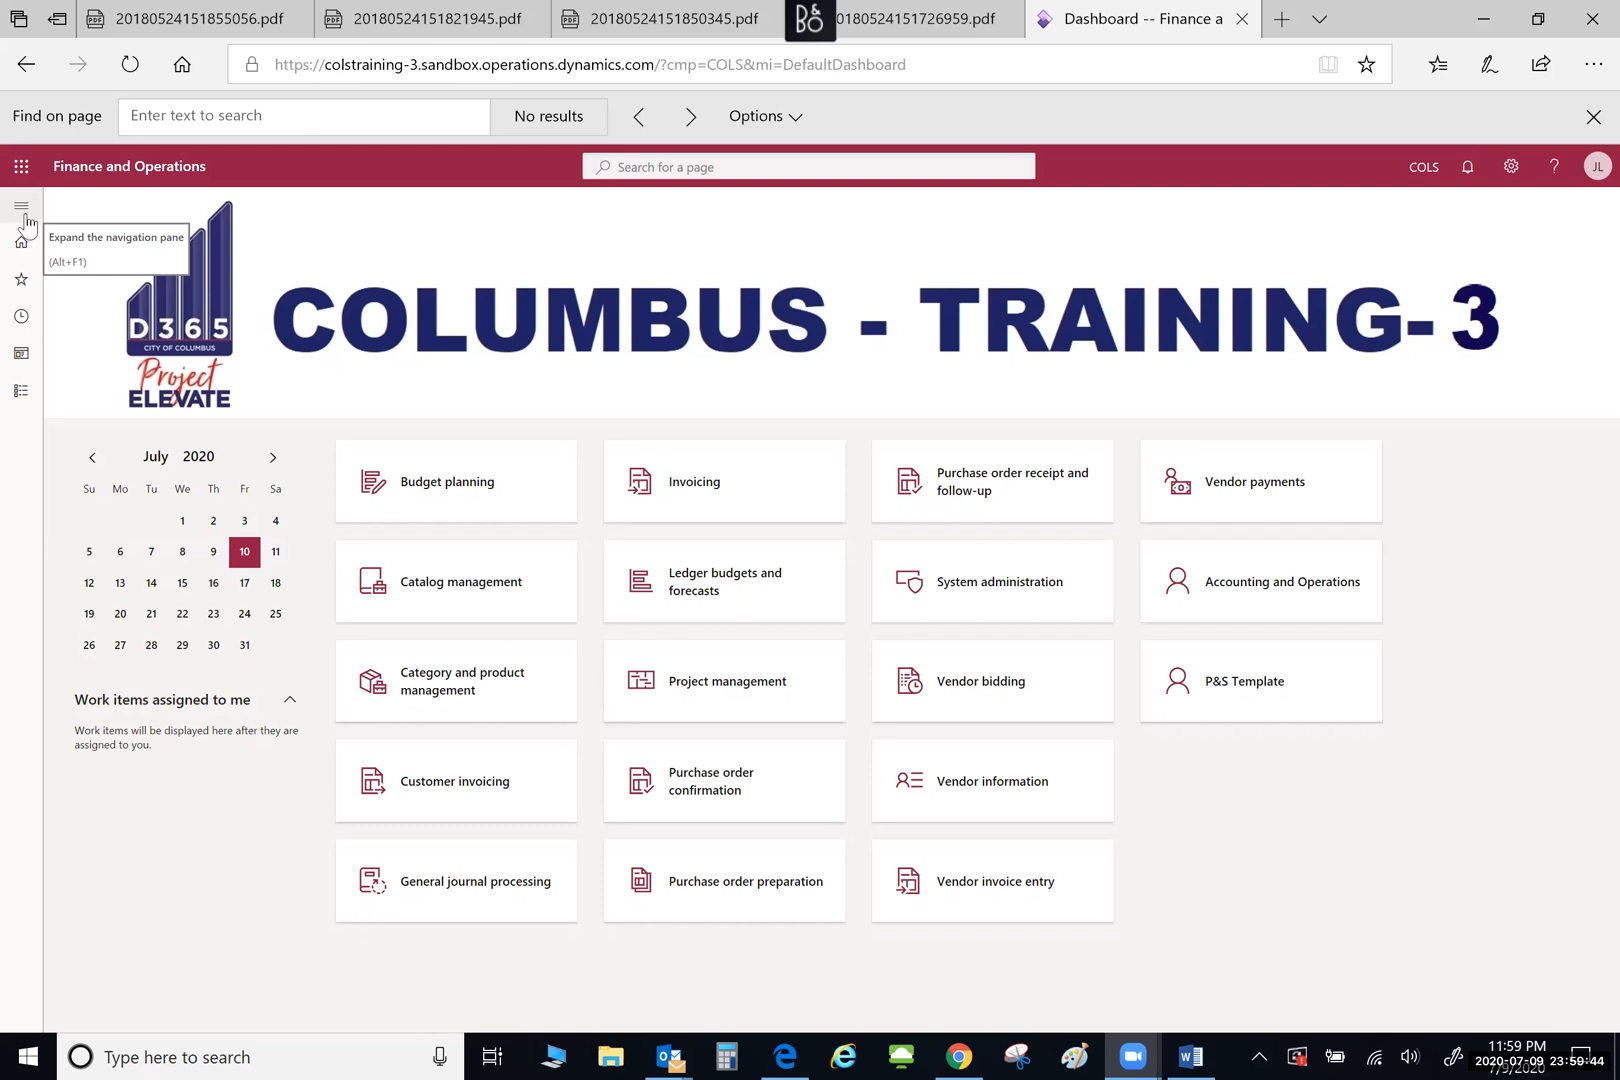 20180524151855056.pdf
20180524151821945.pdf
20180524151850345.pdf
B&O
018052415172​6959.pdf
Dashboard -- Finance a
https://colstraining-3.sandbox.operations.dynamics.com/?cmp=COLS&mi=DefaultDashboard
Find on page
Enter text to search
No results
Options
Finance and Operations
Search for a page
COLS
?
JL
Expand the navigation pane
(Alt+F1)
D365
CITY OF COLUMBUS
Project
ELEVATE
COLUMBUS - TRAINING- 3
July 2020
Su Mo Tu We Th Fr Sa
1 2 3 4
5 6 7 8 9 10 11
12 13 14 15 16 17 18
19 20 21 22 23 24 25
26 27 28 29 30 31
Work items assigned to me
Work items will be displayed here after they are
assigned to you.
Budget planning
Invoicing
Purchase order receipt and
follow-up
Vendor payments
Catalog management
Ledger budgets and
forecasts
System administration
Accounting and Operations
Category and product
management
Project management
Vendor bidding
P&S Template
Customer invoicing
Purchase order
confirmation
Vendor information
General journal processing
Purchase order preparation
Vendor invoice entry
Type here to search
11:59 PM
7/9/2020
2020-07-09 23:59:44